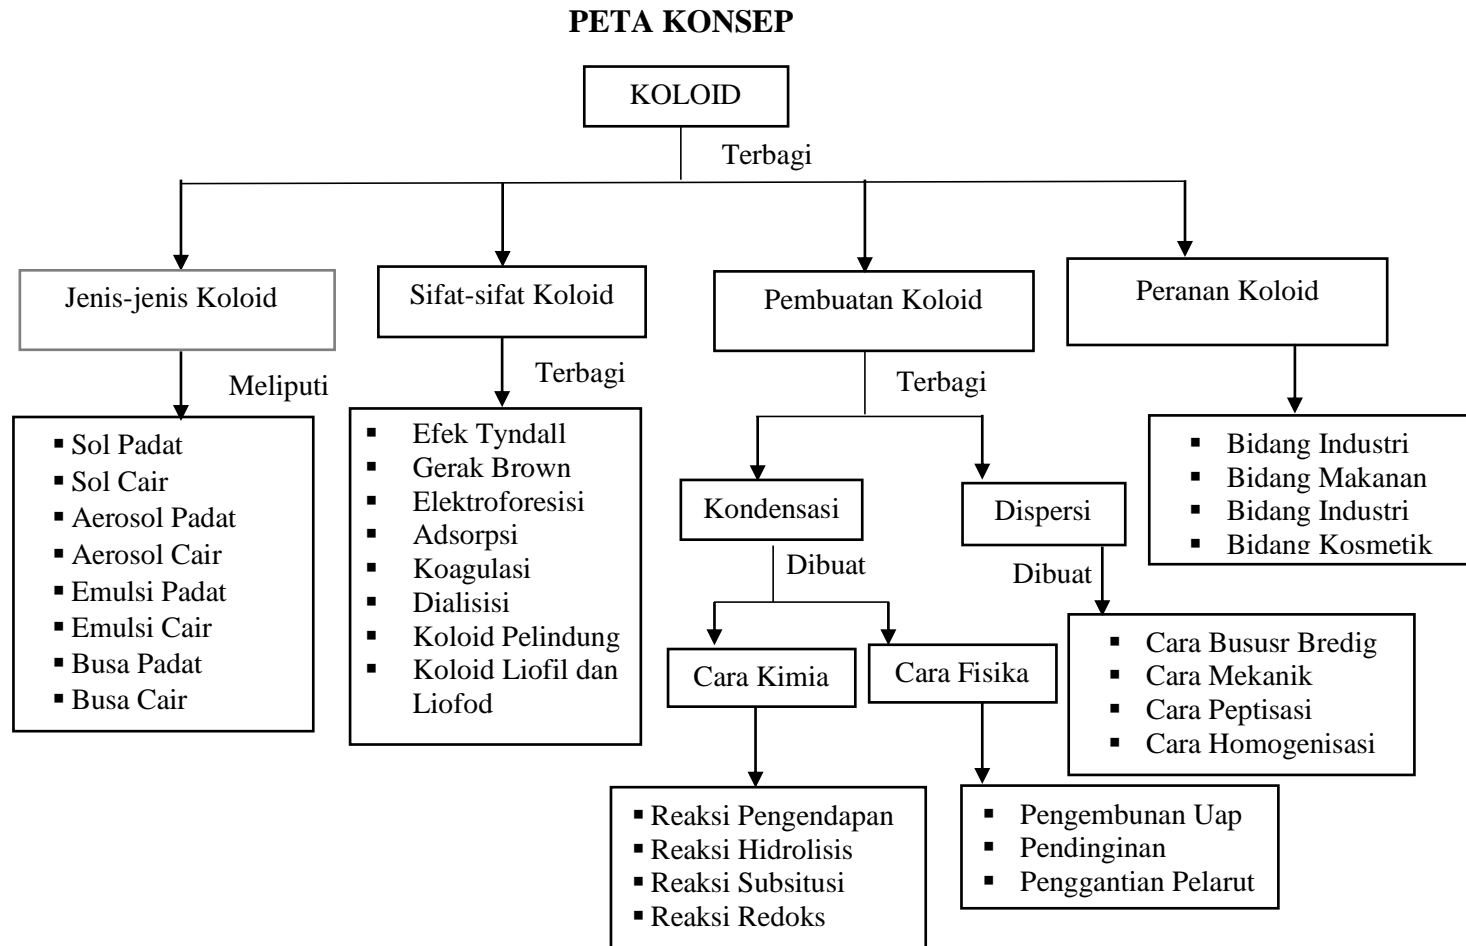 PETA KONSEP
KOLOID
Terbagi
Jenis-jenis Koloid
Sifat-sifat Koloid
Pembuatan Koloid
Peranan Koloid
Meliputi
Terbagi
Terbagi
▪ Sol Padat
▪ Sol Cair
▪ Aerosol Padat
▪ Aerosol Cair
▪ Emulsi Padat
▪ Emulsi Cair
▪ Busa Padat
▪ Busa Cair
▪ Efek Tyndall
▪ Gerak Brown
▪ Elektroforesisi
▪ Adsorpsi
▪ Koagulasi
▪ Dialisisi
▪ Koloid Pelindung
▪ Koloid Liofil dan
Liofod
▪ Bidang Industri
▪ Bidang Makanan
▪ Bidang Industri
▪ Bidang Kosmetik
Kondensasi
Dispersi
Dibuat
Dibuat
Cara Kimia
Cara Fisika
▪ Cara Bususr Bredig
▪ Cara Mekanik
▪ Cara Peptisasi
▪ Cara Homogenisasi
▪ Reaksi Pengendapan
▪ Reaksi Hidrolisis
▪ Reaksi Subsitusi
▪ Reaksi Redoks
▪ Pengembunan Uap
▪ Pendinginan
▪ Penggantian Pelarut